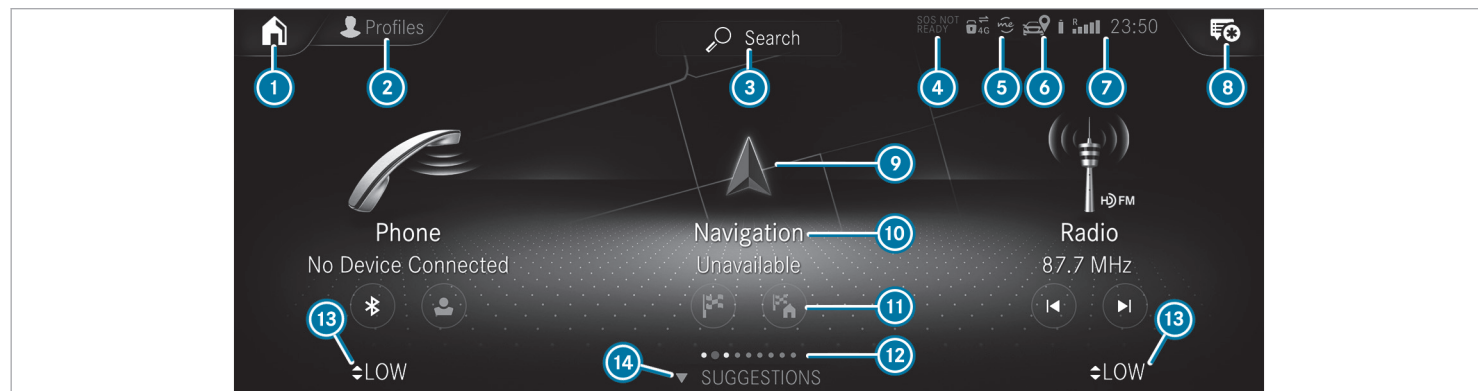 Profiles
Search
SOS NOT
READY
4G
me
R
23:50
1
2
3
4
5
6
7
8
9
HD FM
Phone
Navigation
10
Radio
No Device Connected
Unavailable
87.7 MHz
11
13
13
12
14
LOW
SUGGESTIONS
LOW